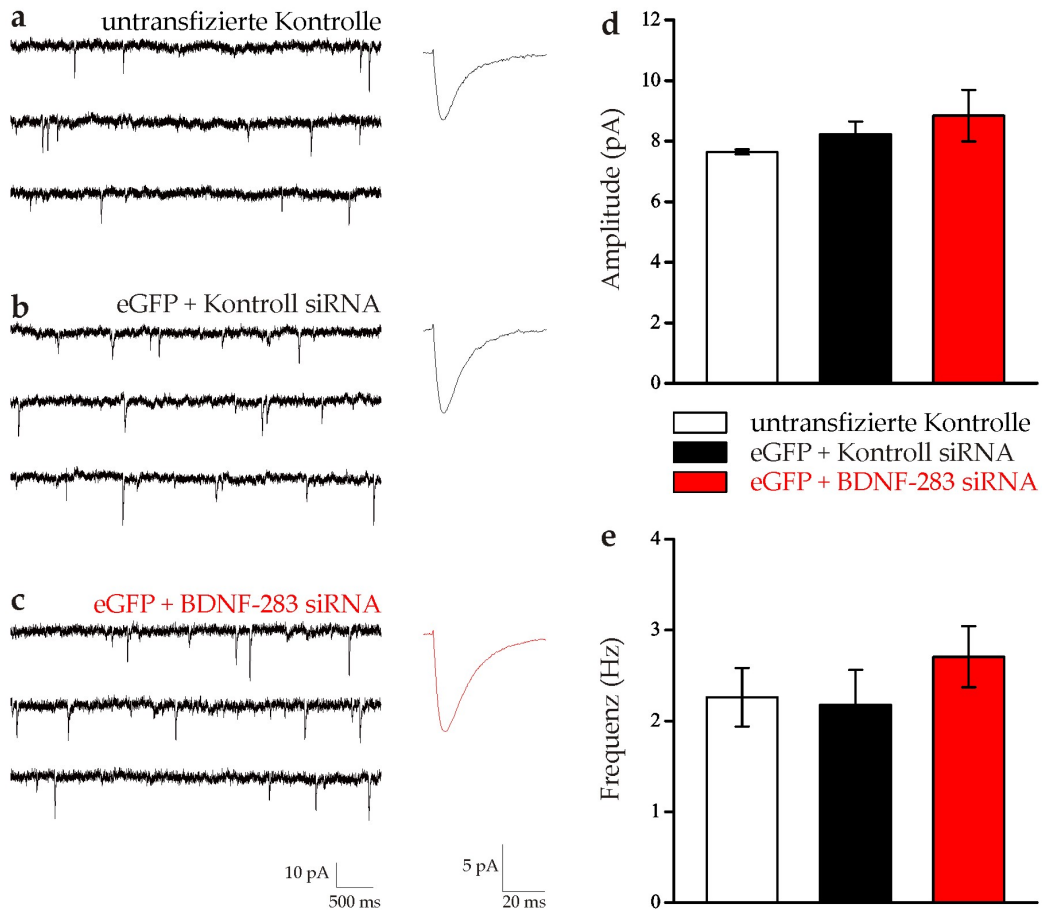 a
untransfizierte Kontrolle
b
eGFP + Kontroll siRNA
c
eGFP + BDNF-283 siRNA
10 pA
500 ms
5 pA
20 ms
d
Amplitude (pA)
12
10
8
6
4
2
0
untransfizierte Kontrolle
eGFP + Kontroll siRNA
eGFP + BDNF-283 siRNA
e
Frequenz (Hz)
4
3
2
1
0